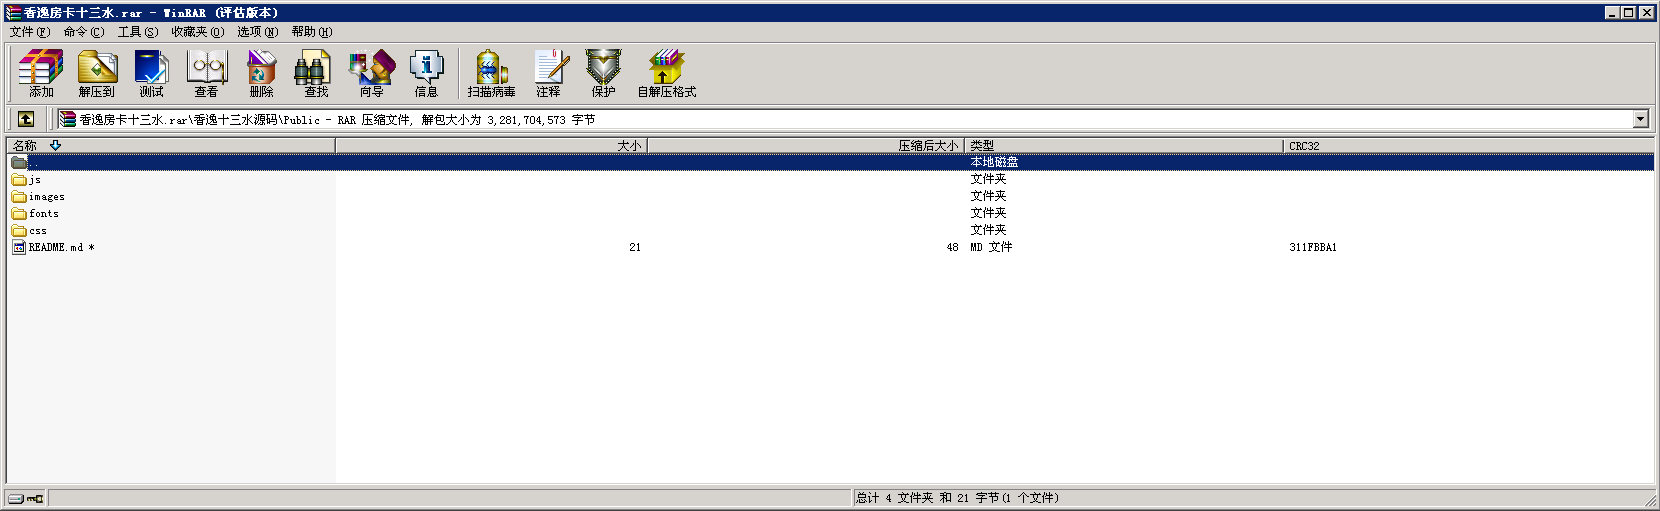 香逸房卡十三水.rar - WinRAR (评估版本)
文件(F) 命令(C) 工具(S) 收藏夹(O) 选项(N) 帮助(H)
添加 解压到 测试 查看 删除 查找 向导 信息 扫描病毒 注释 保护 自解压格式
香逸房卡十三水.rar\香逸十三水源码\Public - RAR 压缩文件, 解包大小为 3,281,704,573 字节
名称 大小 压缩后大小 类型 CRC32
.. 本地磁盘
js 文件夹
images 文件夹
fonts 文件夹
css 文件夹
README.md * 21 48 MD 文件 311FBBA1
总计 4 文件夹 和 21 字节(1 个文件)